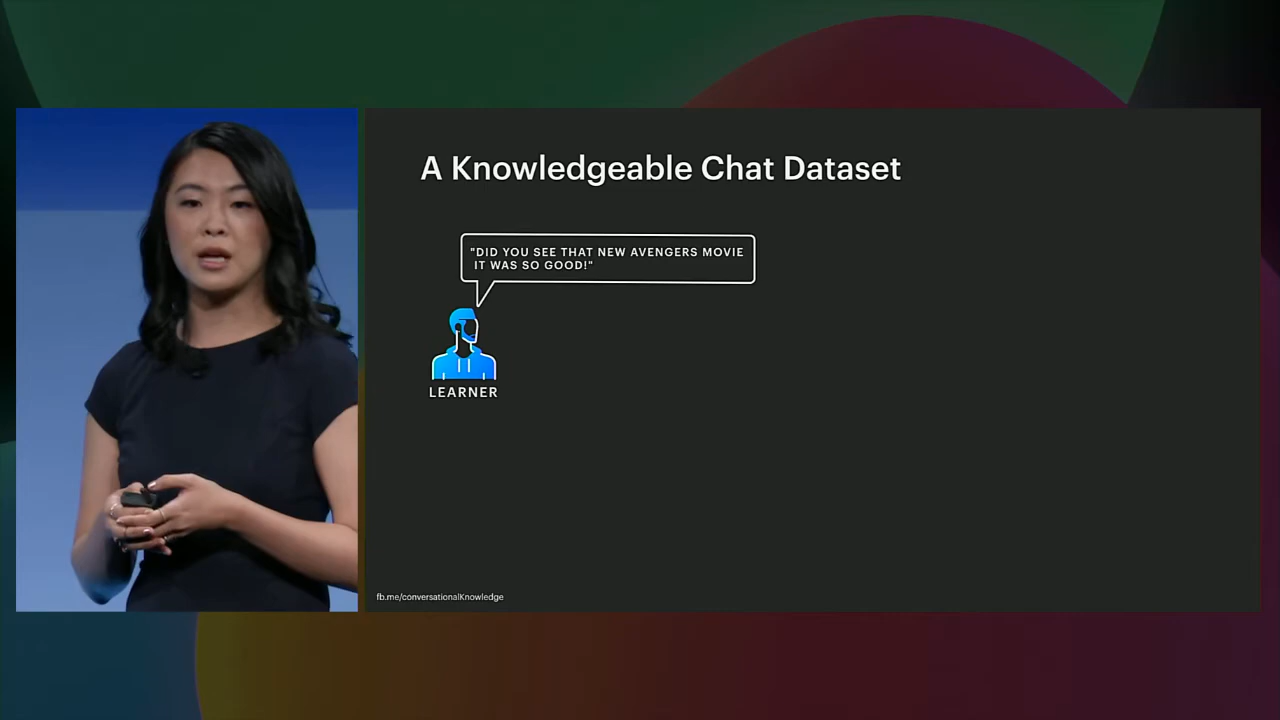 A Knowledgeable Chat Dataset
"DID YOU SEE THAT NEW AVENGERS MOVIE
IT WAS SO GOOD!"
LEARNER
fb.me/conversationalKnowledge